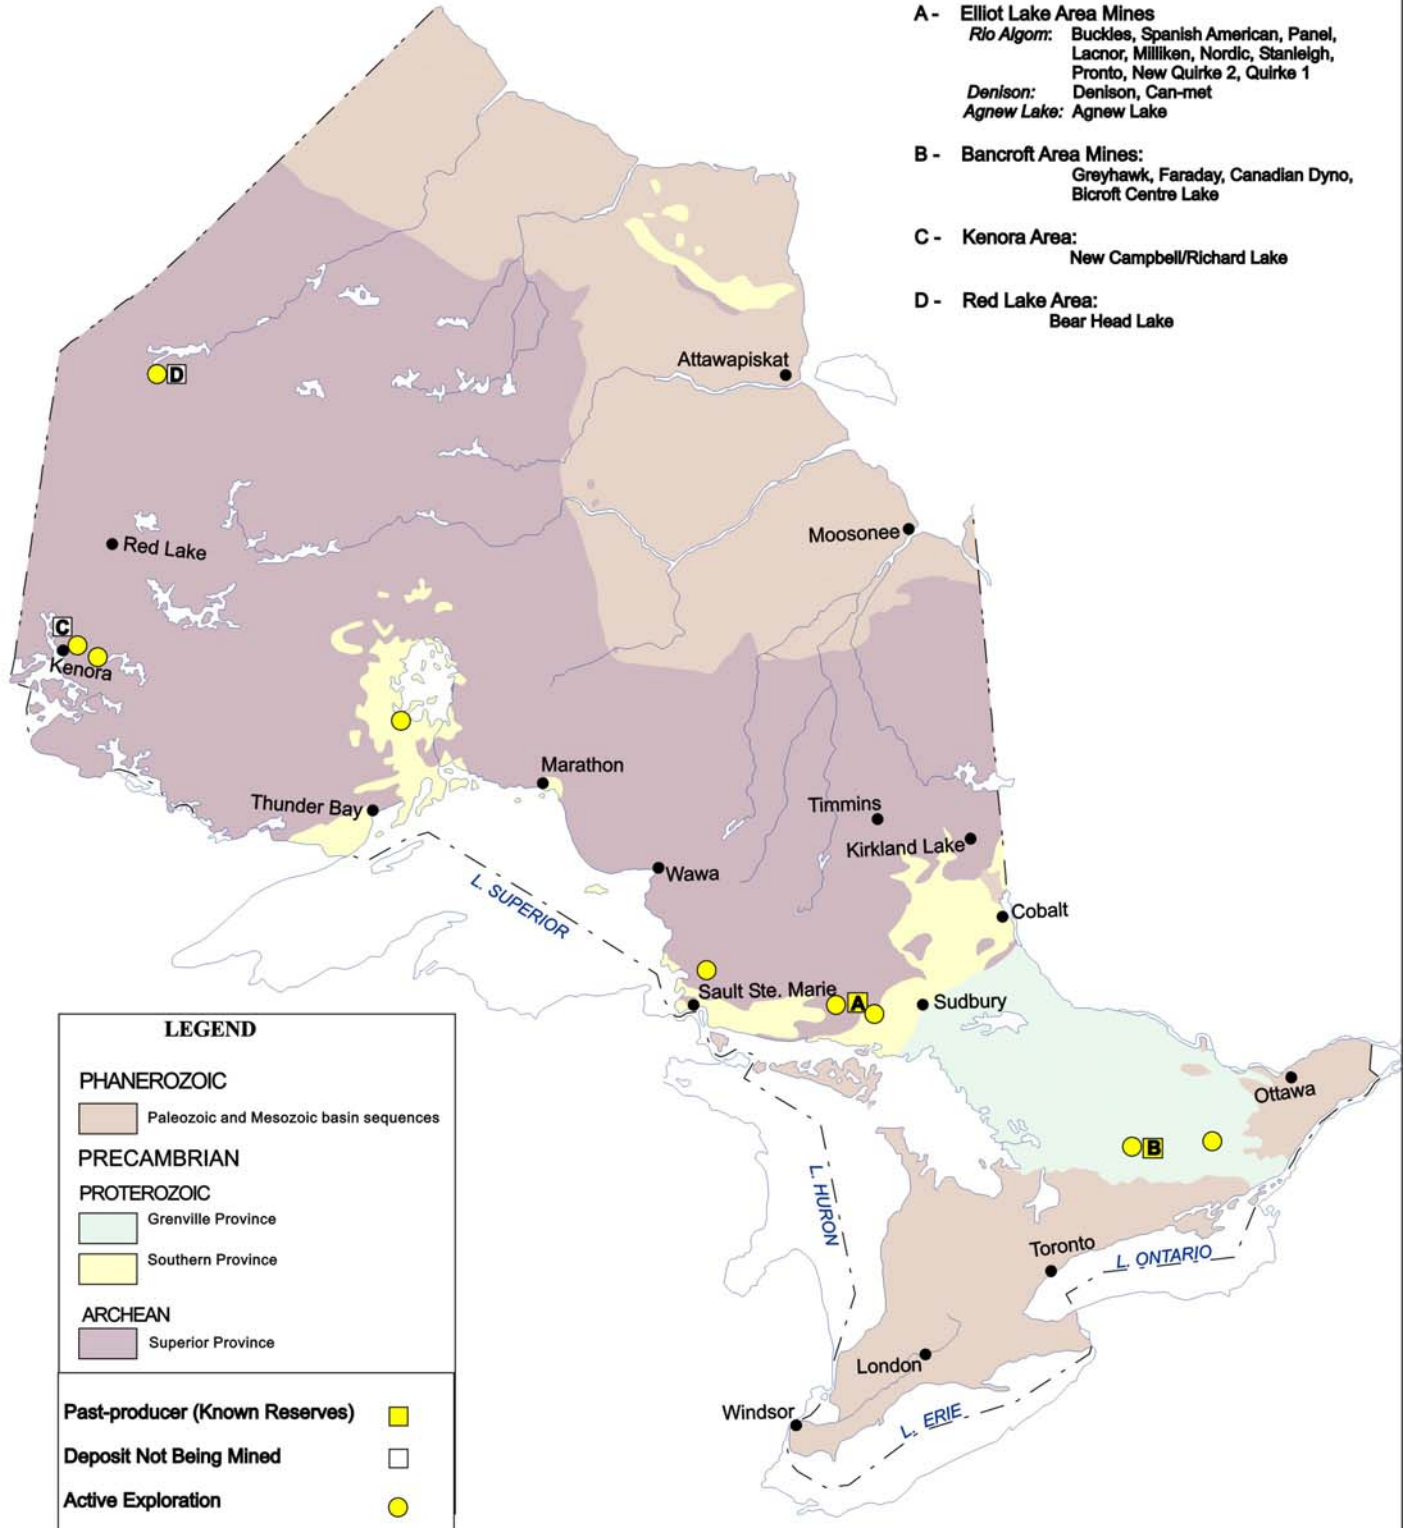 A - Elliot Lake Area Mines
Rio Algom: Buckles, Spanish American, Panel,
Lacnor, Milliken, Nordic, Stanleigh,
Pronto, New Quirke 2, Quirke 1
Denison: Denison, Can-met
Agnew Lake: Agnew Lake
B - Bancroft Area Mines:
Greyhawk, Faraday, Canadian Dyno,
Bicroft Centre Lake
C - Kenora Area:
New Campbell/Richard Lake
D - Red Lake Area:
Bear Head Lake
Attawapiskat
D
Moosonee
Red Lake
C
Kenora
Marathon
Thunder Bay
Timmins
Kirkland Lake
Wawa
L. SUPERIOR
Cobalt
Sault Ste. Marie
A
Sudbury
Ottawa
B
L. HURON
Toronto
L. ONTARIO
London
Windsor
L. ERIE
LEGEND
PHANEROZOIC
Paleozoic and Mesozoic basin sequences
PRECAMBRIAN
PROTEROZOIC
Grenville Province
Southern Province
ARCHEAN
Superior Province
Past-producer (Known Reserves)
Deposit Not Being Mined
Active Exploration